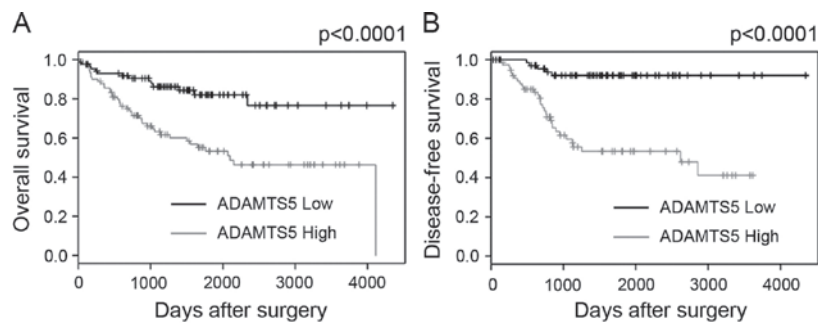 A
p<0.0001
Overall survival
1.0
0.8
0.6
0.4
0.2
0.0
ADAMTS5 Low
ADAMTS5 High
0 1000 2000 3000 4000
Days after surgery
B
p<0.0001
Disease-free survival
1.0
0.8
0.6
0.4
0.2
0.0
ADAMTS5 Low
ADAMTS5 High
0 1000 2000 3000 4000
Days after surgery